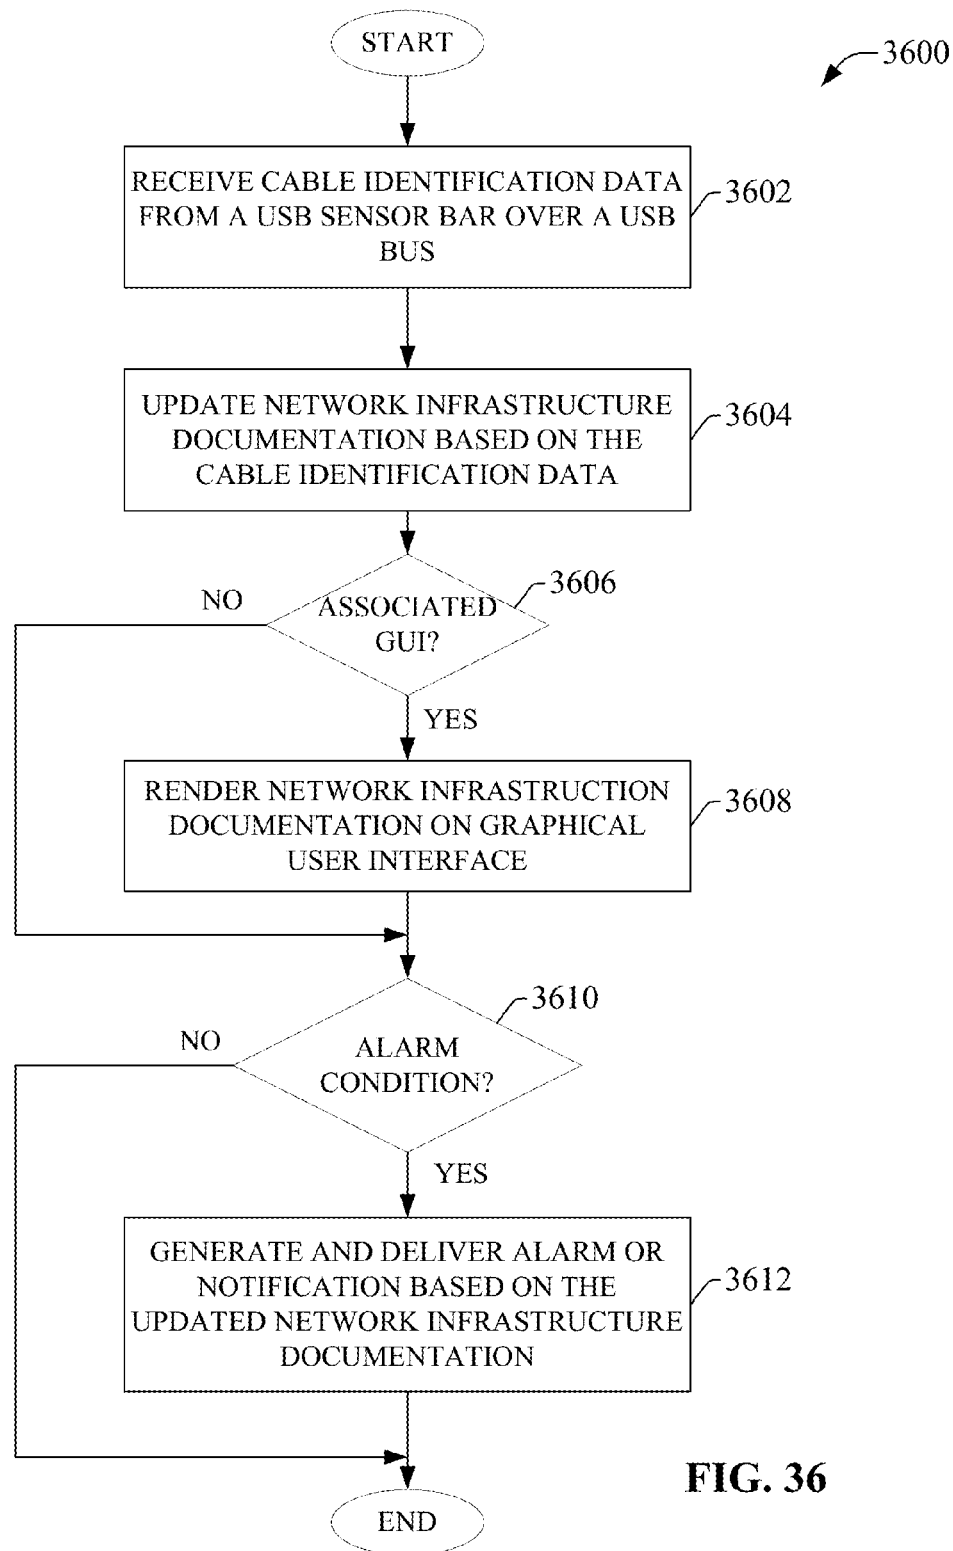 START
3600
RECEIVE CABLE IDENTIFICATION DATA
FROM A USB SENSOR BAR OVER A USB
BUS
3602
UPDATE NETWORK INFRASTRUCTURE
DOCUMENTATION BASED ON THE
CABLE IDENTIFICATION DATA
3604
NO
ASSOCIATED
GUI?
3606
YES
RENDER NETWORK INFRASTRUCTION
DOCUMENTATION ON GRAPHICAL
USER INTERFACE
3608
NO
ALARM
CONDITION?
3610
YES
GENERATE AND DELIVER ALARM OR
NOTIFICATION BASED ON THE
UPDATED NETWORK INFRASTRUCTURE
DOCUMENTATION
3612
END
FIG. 36